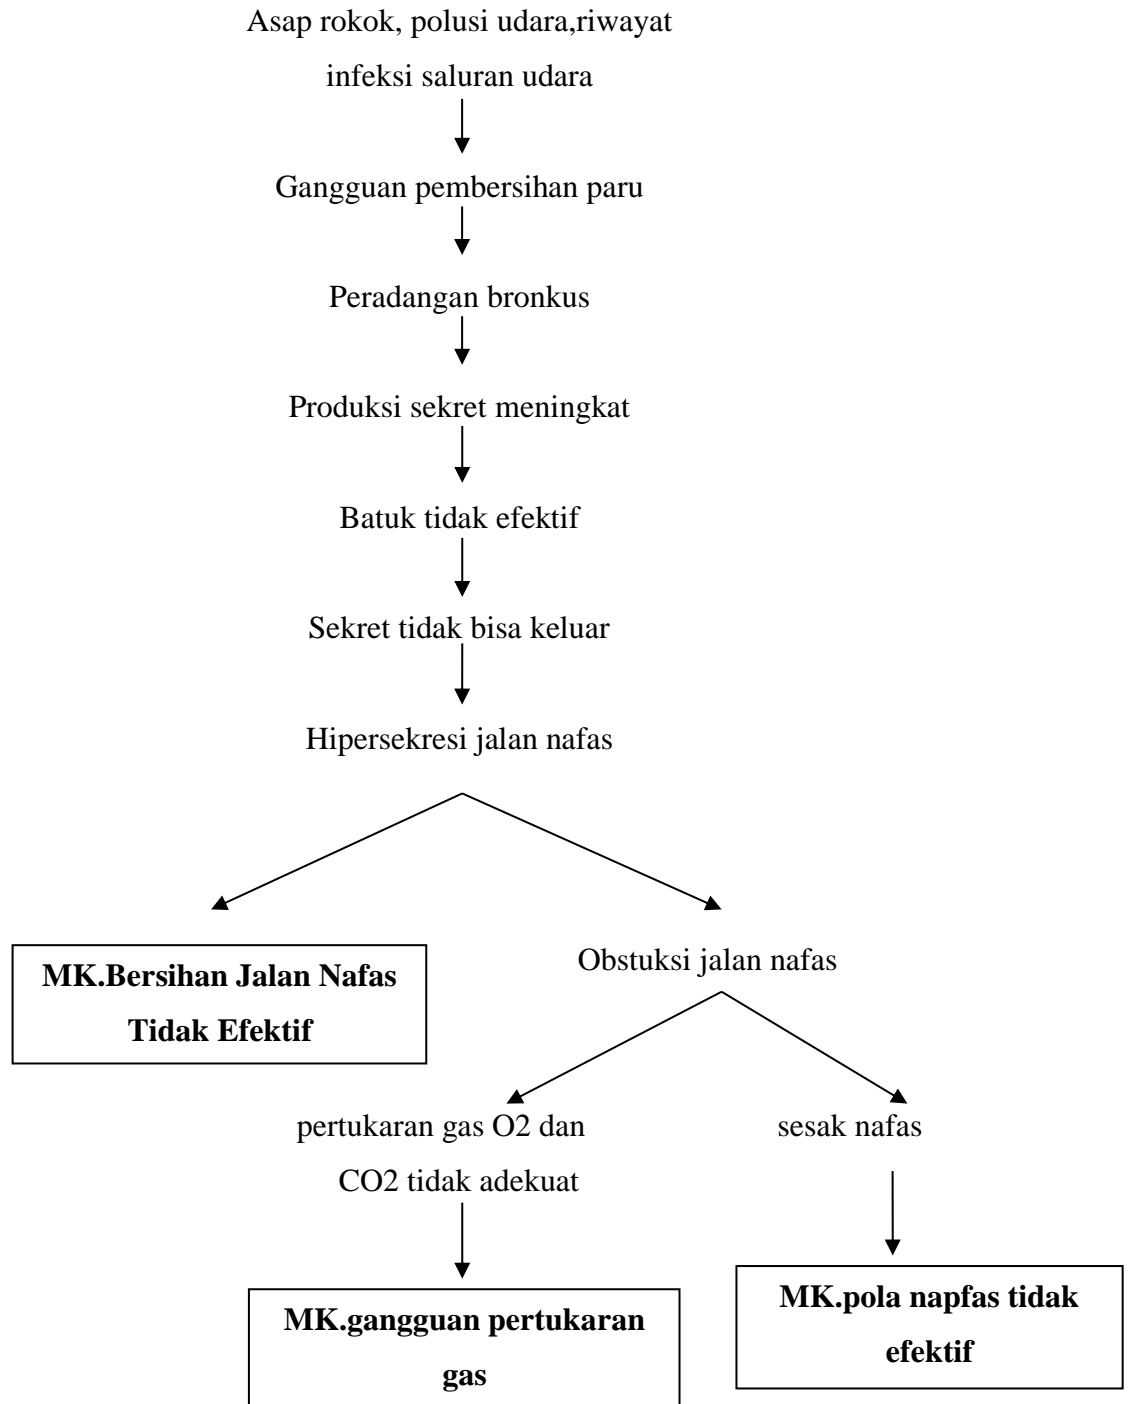 Asap rokok, polusi udara,riwayat
infeksi saluran udara
Gangguan pembersihan paru
Peradangan bronkus
Produksi sekret meningkat
Batuk tidak efektif
Sekret tidak bisa keluar
Hipersekresi jalan nafas
MK.Bersihan Jalan Nafas
Tidak Efektif
Obstuksi jalan nafas
pertukaran gas O2 dan
CO2 tidak adekuat
sesak nafas
MK.gangguan pertukaran
gas
MK.pola napfas tidak
efektif